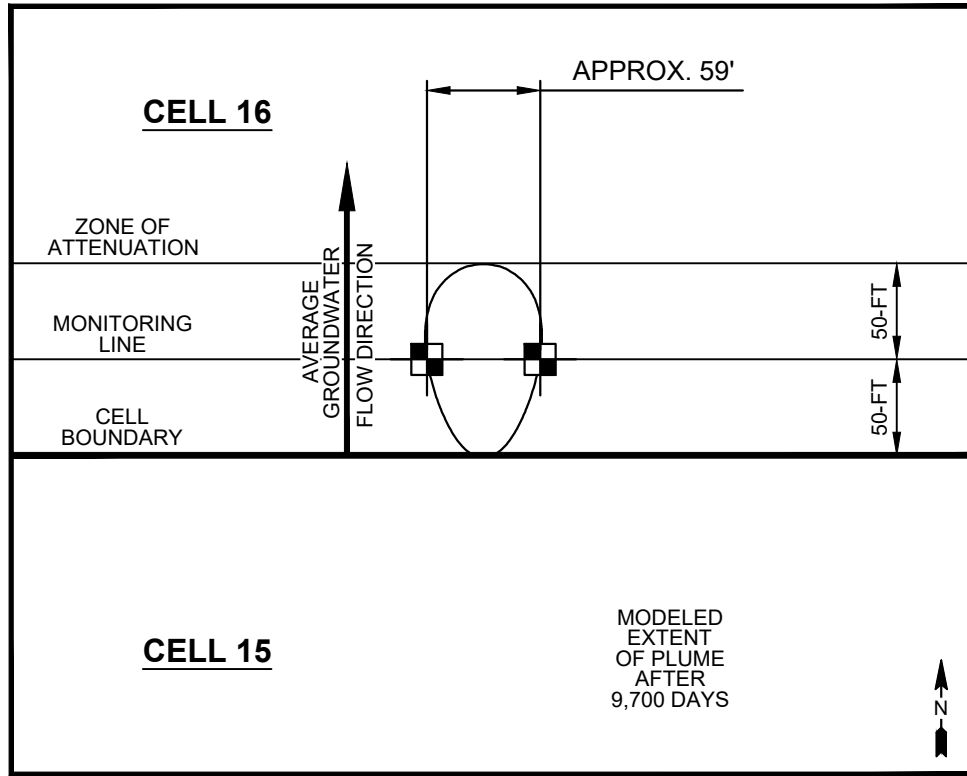 APPROX. 59'
CELL 16
ZONE OF
ATTENUATION
AVERAGE
GROUNDWATER
FLOW DIRECTION
50-FT
MONITORING
LINE
50-FT
CELL
BOUNDARY
CELL 15
MODELED
EXTENT
OF PLUME
AFTER
9,700 DAYS
N